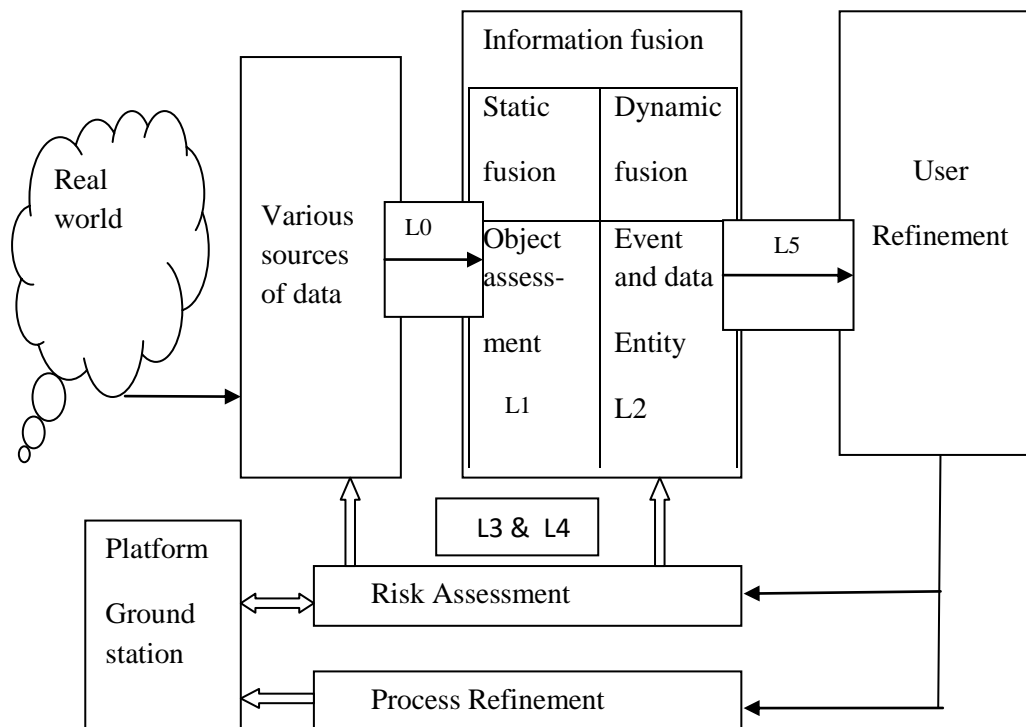 Real
world
Various
sources
of data
L0
Information fusion
Static
fusion
Dynamic
fusion
Object
assess-
ment
L1
Event
and data
Entity
L2
L5
User
Refinement
L3 & L4
Platform
Ground
station
Risk Assessment
Process Refinement